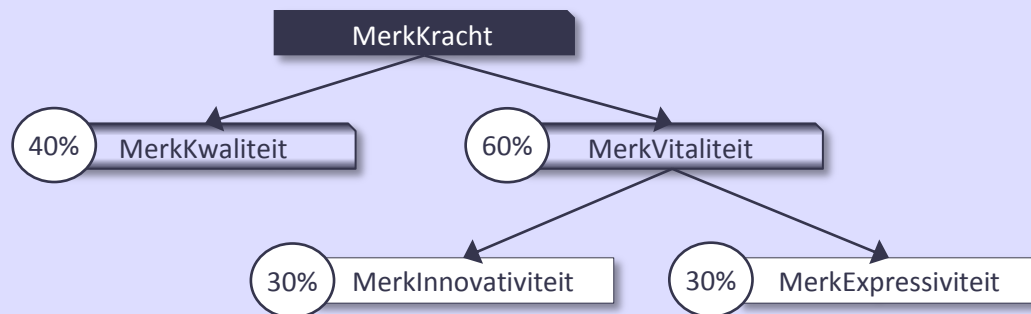 MerkKracht
40% MerkKwaliteit
60% MerkVitaliteit
30% MerkInnovativiteit
30% MerkExpressiviteit